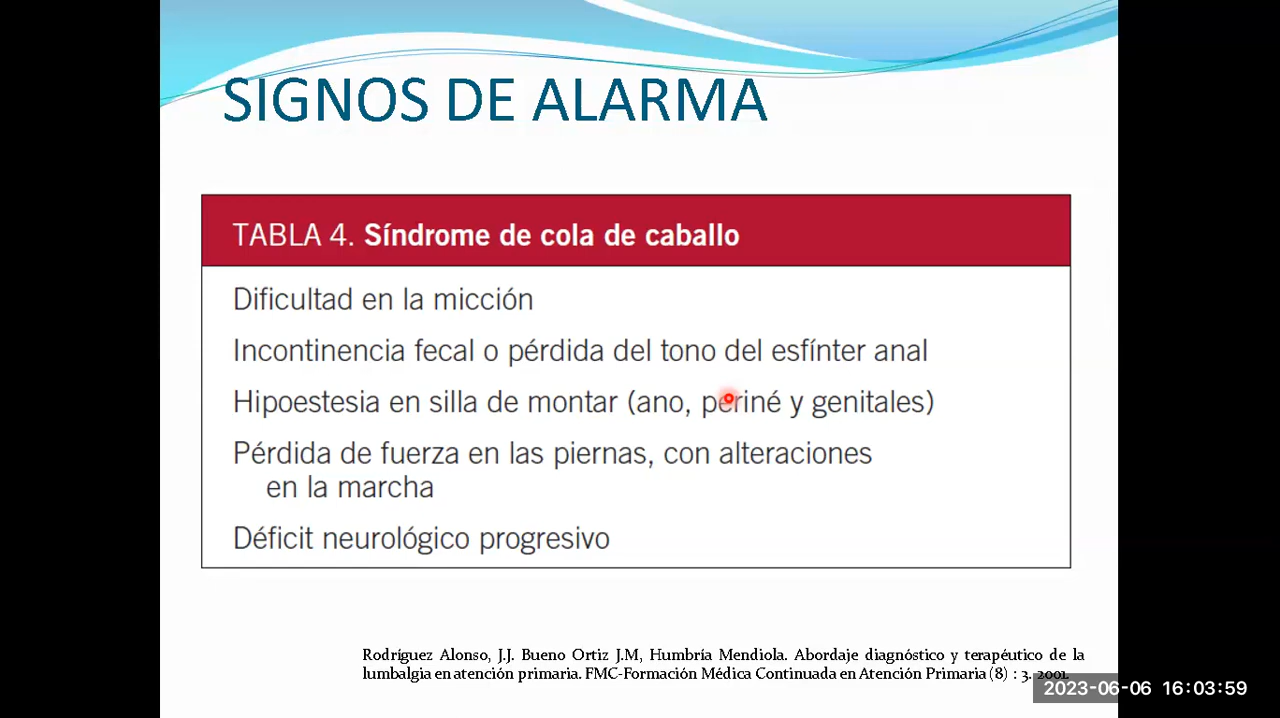 SIGNOS DE ALARMA
TABLA 4. Síndrome de cola de caballo
Dificultad en la micción
Incontinencia fecal o pérdida del tono del esfínter anal
Hipoestesia en silla de montar (ano, periné y genitales)
Pérdida de fuerza en las piernas, con alteraciones
en la marcha
Déficit neurológico progresivo
Rodríguez Alonso, J.J. Bueno Ortiz J.M, Humbría Mendiola. Abordaje diagnóstico y terapéutico de la
lumbalgia en atención primaria. FMC-Formación Médica Continuada en Atención Primaria (8) : 3. 2001.
2023-06-06 16:03:59